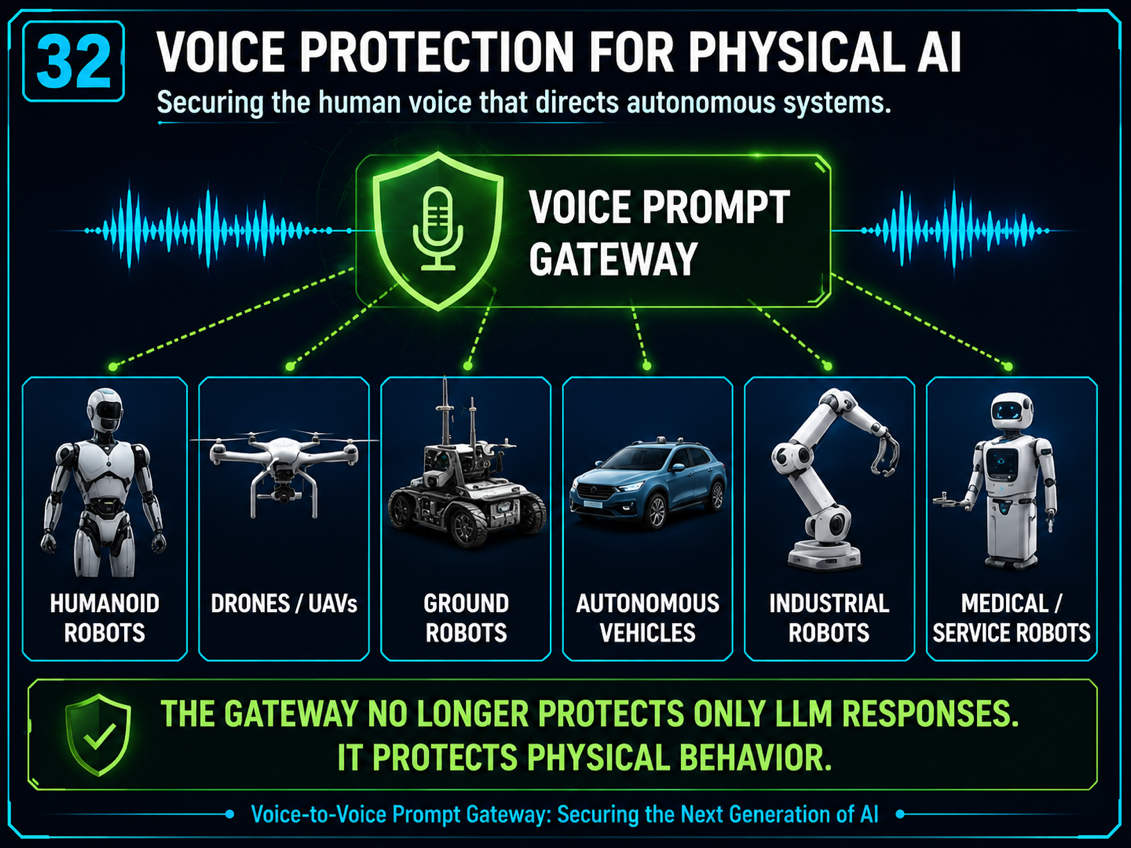 32
VOICE PROTECTION FOR PHYSICAL AI
Securing the human voice that directs autonomous systems.
VOICE PROMPT
GATEWAY
HUMANOID
ROBOTS
DRONES / UAVs
GROUND
ROBOTS
AUTONOMOUS
VEHICLES
INDUSTRIAL
ROBOTS
MEDICAL /
SERVICE ROBOTS
THE GATEWAY NO LONGER PROTECTS ONLY LLM RESPONSES.
IT PROTECTS PHYSICAL BEHAVIOR.
Voice-to-Voice Prompt Gateway: Securing the Next Generation of AI